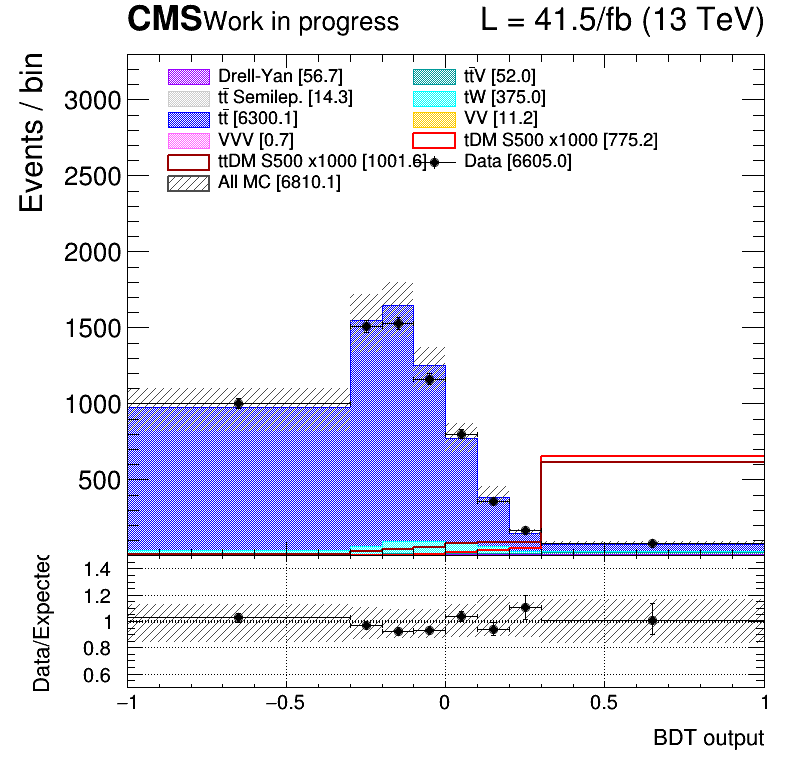 CMS Work in progress L = 41.5/fb (13 TeV)
Events / bin
Drell-Yan [56.7] tt̄V [52.0]
tt̄ Semilep. [14.3] tW [375.0]
tt̄ [6300.1] VV [11.2]
VVV [0.7] tDM S500 x1000 [775.2]
ttDM S500 x1000 [1001.6] Data [6605.0]
All MC [6810.1]
3000
2500
2000
1500
1000
500
Data/Expected
1.4
1.2
1
0.8
0.6
−1 −0.5 0 0.5 1
BDT output